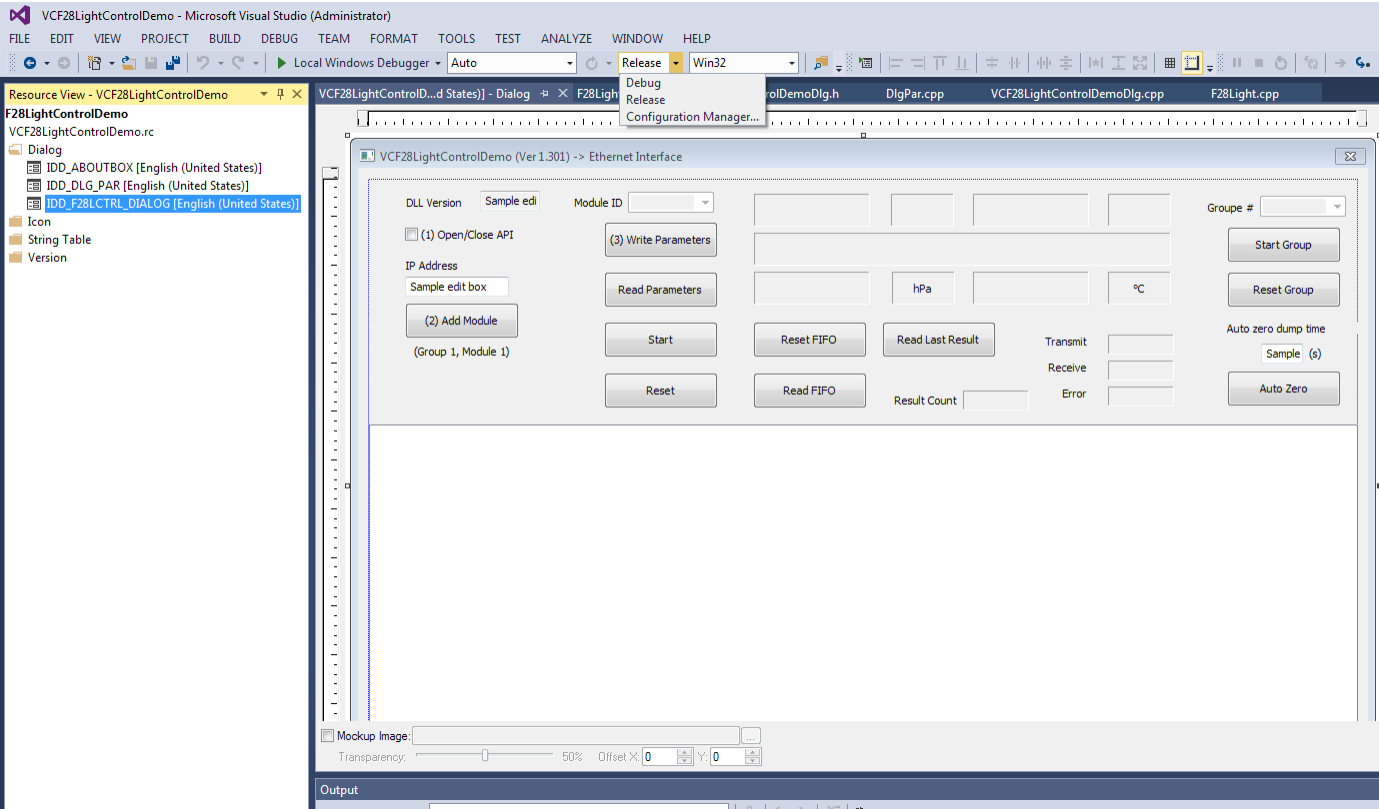 VCF28LightControlDemo - Microsoft Visual Studio (Administrator)
FILE EDIT VIEW PROJECT BUILD DEBUG TEAM FORMAT TOOLS TEST ANALYZE WINDOW HELP
Local Windows Debugger Auto Release Win32
Debug
Release
Configuration Manager...
Resource View - VCF28LightControlDemo
F28LightControlDemo
VCF28LightControlDemo.rc
Dialog
IDD_ABOUTBOX [English (United States)]
IDD_DLG_PAR [English (United States)]
IDD_F28LCTRL_DIALOG [English (United States)]
Icon
String Table
Version
VCF28LightControlD...d States)] - Dialog F28Light olDemoDlg.h DlgPar.cpp VCF28LightControlDemoDlg.cpp F28Light.cpp
VCF28LightControlDemo (Ver 1.301) -> Ethernet Interface
DLL Version Sample edi Module ID Groupe #
(1) Open/Close API (3) Write Parameters Start Group
IP Address
Sample edit box Read Parameters hPa ºC Reset Group
(2) Add Module
(Group 1, Module 1) Start Reset FIFO Read Last Result Transmit Auto zero dump time
Sample (s)
Receive
Reset Read FIFO Result Count Error Auto Zero
Mockup Image: ...
Transparency: 50% Offset X: 0 Y: 0
Output